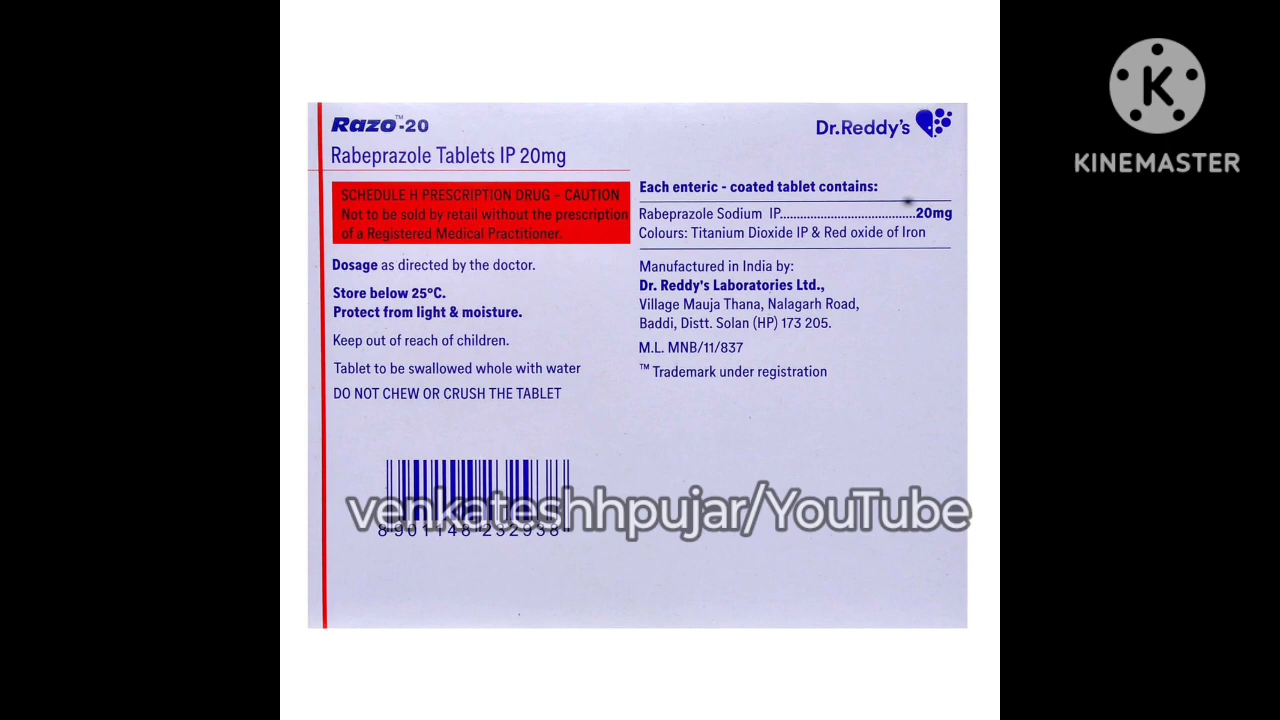 Razo™-20
Rabeprazole Tablets IP 20mg
SCHEDULE H PRESCRIPTION DRUG – CAUTION
Not to be sold by retail without the prescription
of a Registered Medical Practitioner.
Dosage as directed by the doctor.
Store below 25°C.
Protect from light & moisture.
Keep out of reach of children.
Tablet to be swallowed whole with water
DO NOT CHEW OR CRUSH THE TABLET
8 901148 232938
Dr.Reddy's
Each enteric - coated tablet contains:
Rabeprazole Sodium IP.......................................20mg
Colours: Titanium Dioxide IP & Red oxide of Iron
Manufactured in India by:
Dr. Reddy's Laboratories Ltd.,
Village Mauja Thana, Nalagarh Road,
Baddi, Distt. Solan (HP) 173 205.
M.L. MNB/11/837
™ Trademark under registration
venkateshhpujar/YouTube
K
KINEMASTER